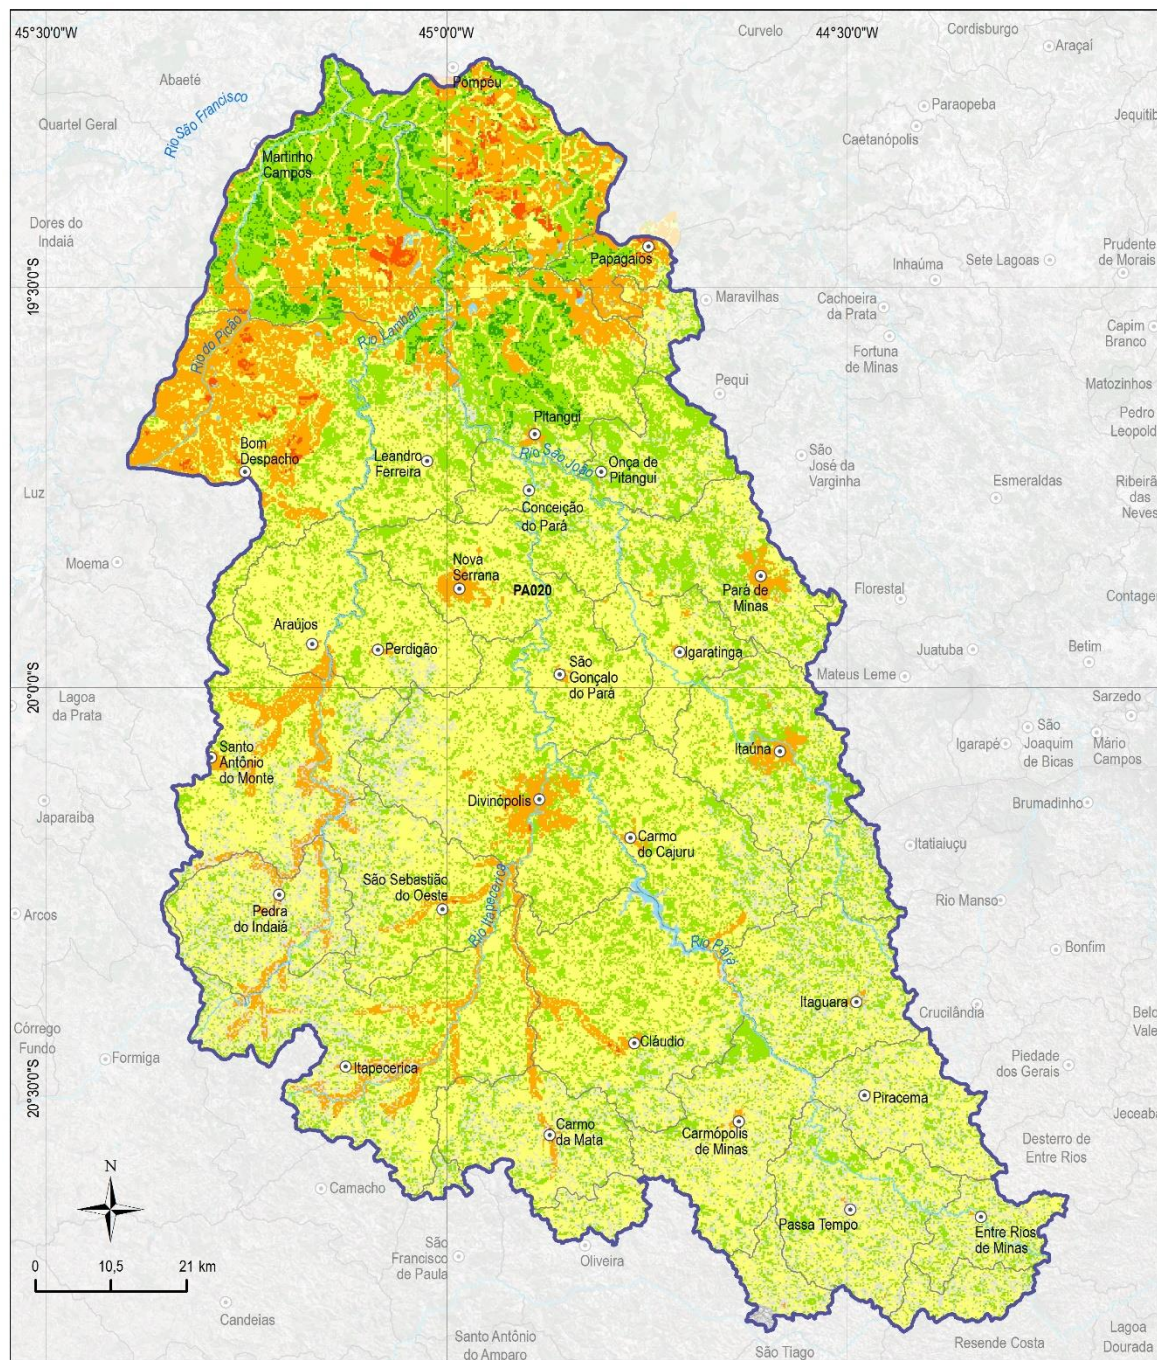 45°30'0"W
45°0'0"W
44°30'0"W
Curvelo
Cordisburgo
Araçaí
Abaeté
Pompéu
Rio São Francisco
Paraopeba
Quartel Geral
Caetanópolis
Jequitib
Martinho
Campos
Dores do
Indaiá
Papagaios
Inhaúma
Sete Lagoas
Prudente
de Morais
19°30'0"S
Maravilhas
Cachoeira
da Prata
Rio do Picão
Rio Lambari
Capim
Branco
Fortuna
de Minas
Pequi
Matozinhos
Pedro
Leopold
Pitangui
Bom
Despacho
Leandro
Ferreira
Rio São João
Onça de
Pitangui
São
José da
Varginha
Luz
Esmeraldas
Ribeirã
das
Neves
Conceição
do Pará
Moema
Nova
Serrana
PA020
Pará de
Minas
Florestal
Contage
Araújos
Perdigão
São
Gonçalo
do Pará
Igaratinga
Juatuba
Betim
Mateus Leme
20°0'0"S
Lagoa
da Prata
Sarzedo
Santo
Antônio
do Monte
Itaúna
Igarapé
São
Joaquim
de Bicas
Mário
Campos
Japaraíba
Divinópolis
Brumadinho
Carmo
do Cajuru
Itatiaiuçu
São Sebastião
do Oeste
Rio Itapecerica
Arcos
Pedra
do Indaiá
Rio Manso
Rio Pará
Bonfim
Itaguara
Crucilândia
Belo
Vale
Córrego
Fundo
Formiga
Cláudio
Piedade
dos Gerais
Itapecerica
20°30'0"S
Piracema
Jeceaba
Carmo
da Mata
Carmópolis
de Minas
Desterro de
Entre Rios
N
Camacho
Passa Tempo
Entre Rios
de Minas
São
Francisco
de Paula
Oliveira
0 10,5 21 km
Candeias
Santo Antônio
do Amparo
São Tiago
Resende Costa
Lagoa
Dourada